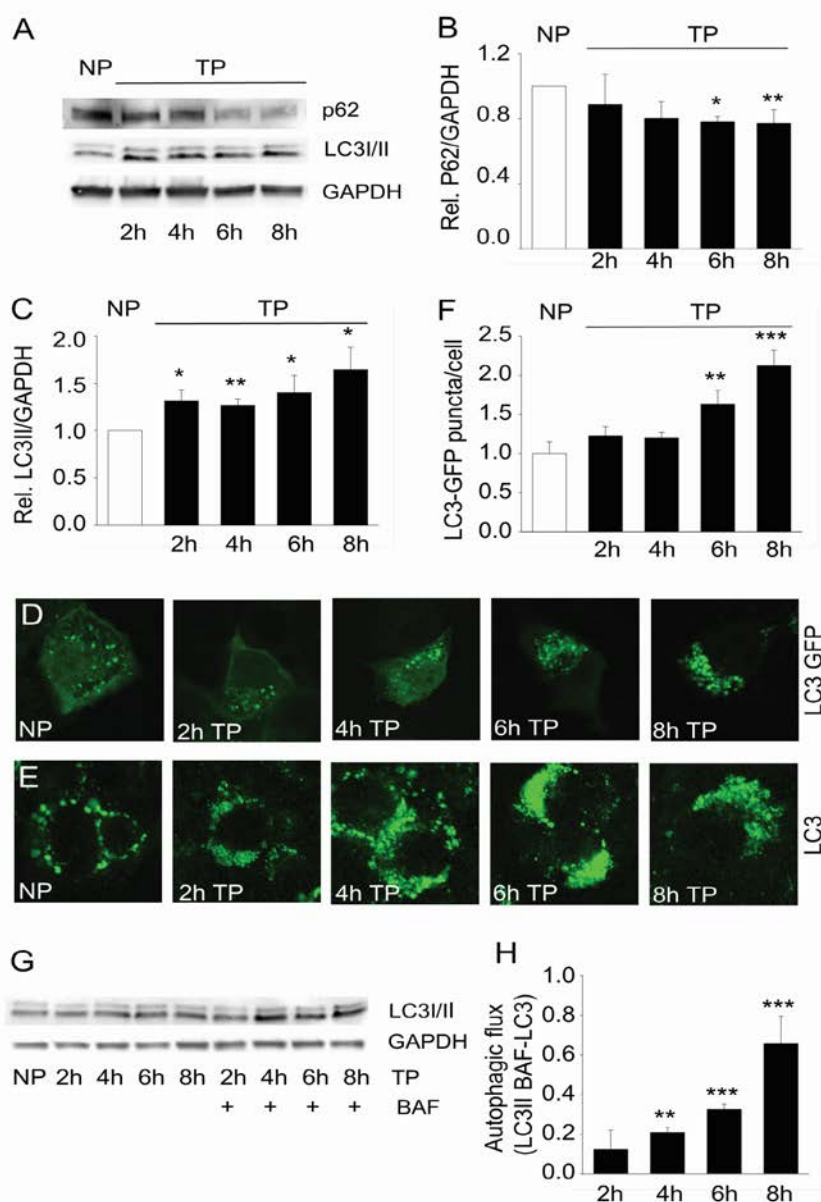 A
NP TP
p62
LC3I/II
GAPDH
2h 4h 6h 8h
B
NP TP
Rel. P62/GAPDH
1.2
0.8
0.4
0.0
* **
2h 4h 6h 8h
C
NP TP
Rel. LC3II/GAPDH
2.0
1.5
1.0
0.5
0.0
* ** * *
2h 4h 6h 8h
F
NP TP
LC3-GFP puncta/cell
2.5
2.0
1.5
1.0
0.5
0.0
** ***
2h 4h 6h 8h
D
NP 2h TP 4h TP 6h TP 8h TP
LC3 GFP
E
NP 2h TP 4h TP 6h TP 8h TP
LC3
G
LC3I/II
GAPDH
NP 2h 4h 6h 8h 2h 4h 6h 8h TP
+ + + + BAF
H
Autophagic flux
(LC3II BAF-LC3)
1.0
0.8
0.6
0.4
0.2
0.0
** *** ***
2h 4h 6h 8h